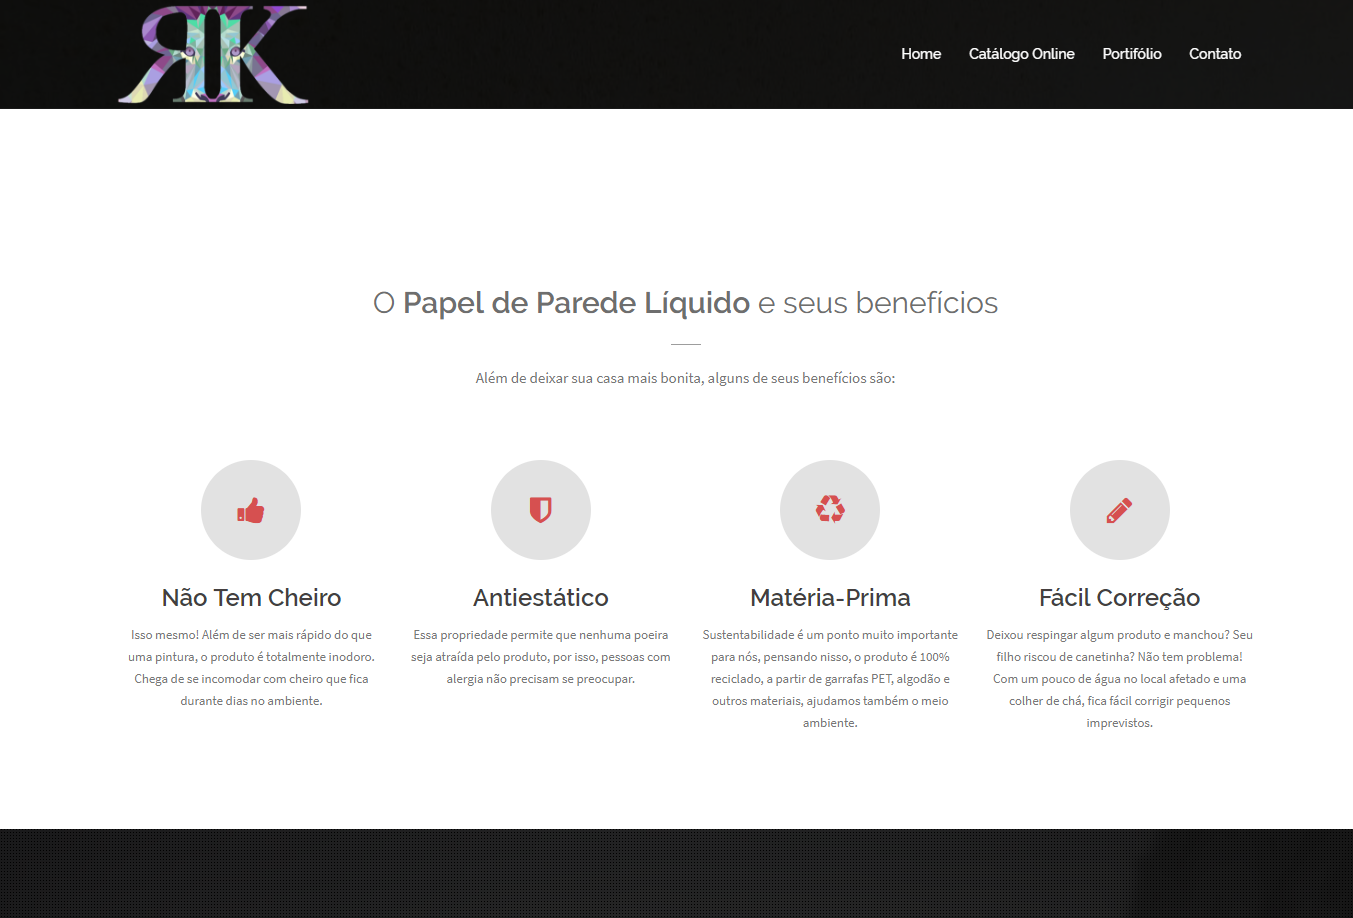 RK
Home Catálogo Online Portifólio Contato
O Papel de Parede Líquido e seus benefícios
Além de deixar sua casa mais bonita, alguns de seus benefícios são:
Não Tem Cheiro
Isso mesmo! Além de ser mais rápido do que
uma pintura, o produto é totalmente inodoro.
Chega de se incomodar com cheiro que fica
durante dias no ambiente.
Antiestático
Essa propriedade permite que nenhuma poeira
seja atraída pelo produto, por isso, pessoas com
alergia não precisam se preocupar.
Matéria-Prima
Sustentabilidade é um ponto muito importante
para nós, pensando nisso, o produto é 100%
reciclado, a partir de garrafas PET, algodão e
outros materiais, ajudamos também o meio
ambiente.
Fácil Correção
Deixou respingar algum produto e manchou? Seu
filho riscou de canetinha? Não tem problema!
Com um pouco de água no local afetado e uma
colher de chá, fica fácil corrigir pequenos
imprevistos.